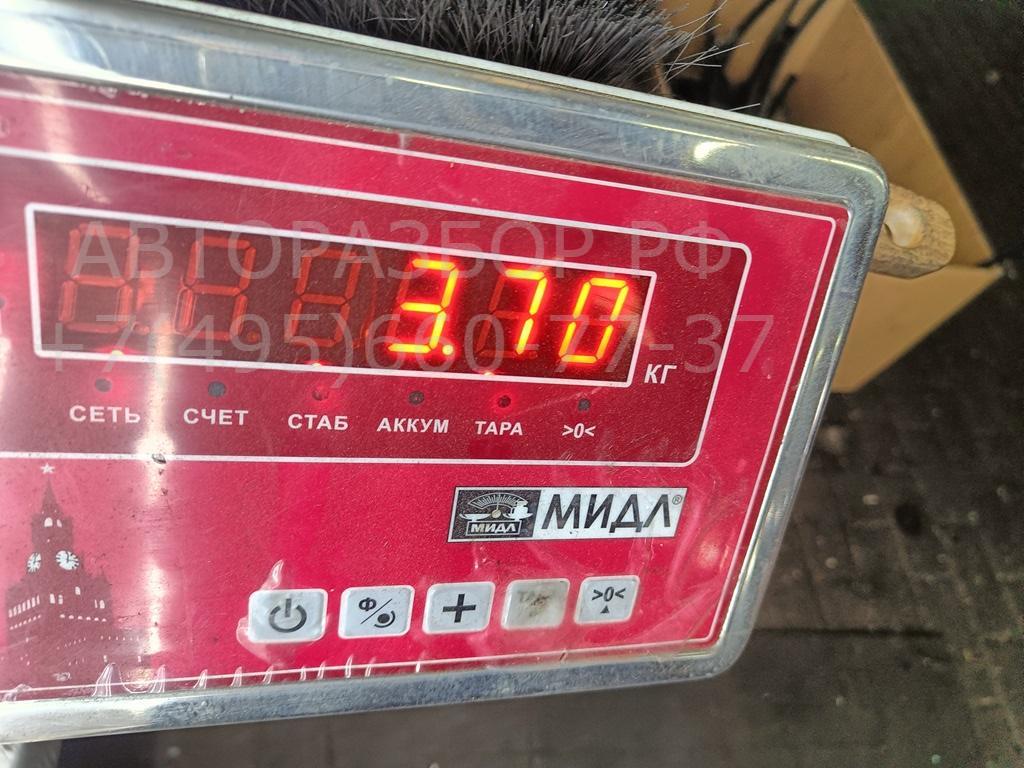 АВТОРАЗБОР.РФ
3.70
+7(495)660-77-37
КГ
СЕТЬ СЧЕТ СТАБ АККУМ ТАРА >0<
МИДЛ МИДЛ®
Ф + >0<